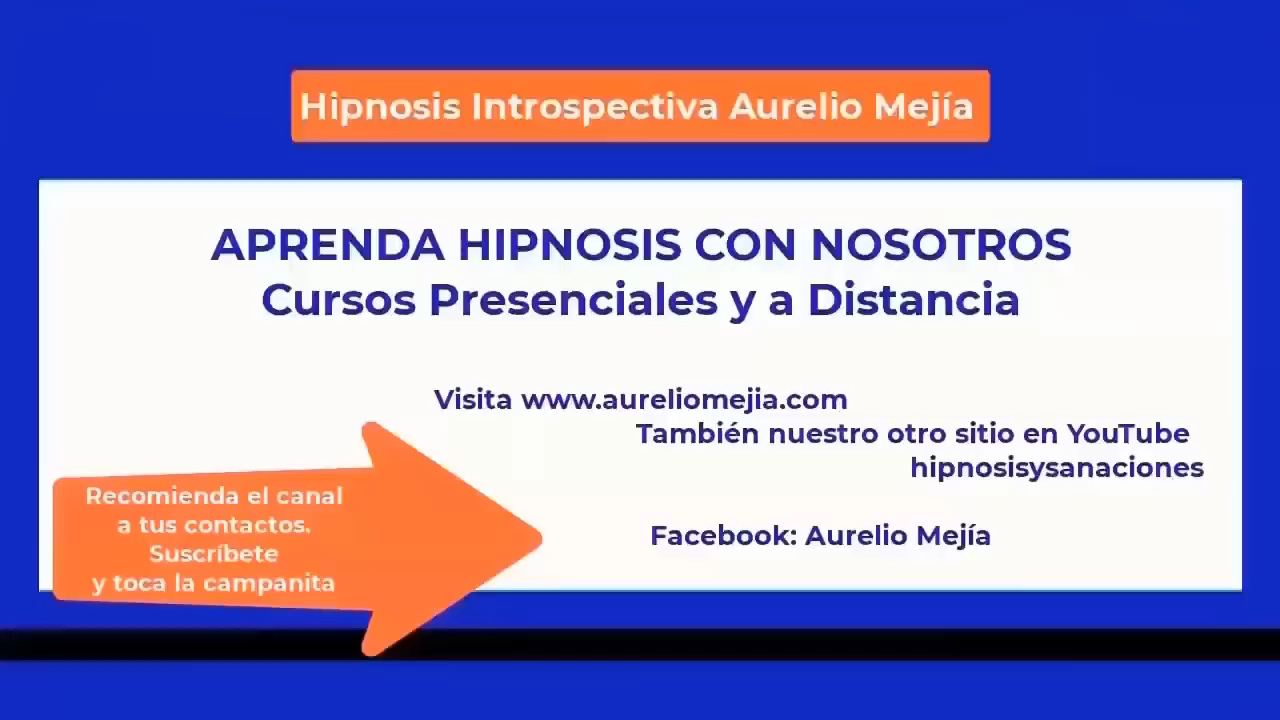 Hipnosis Introspectiva Aurelio Mejía
APRENDA HIPNOSIS CON NOSOTROS
Cursos Presenciales y a Distancia
Visita www.aureliomejia.com
También nuestro otro sitio en YouTube
hipnosisysanaciones
Facebook: Aurelio Mejía
Recomienda el canal
a tus contactos.
Suscríbete
y toca la campanita